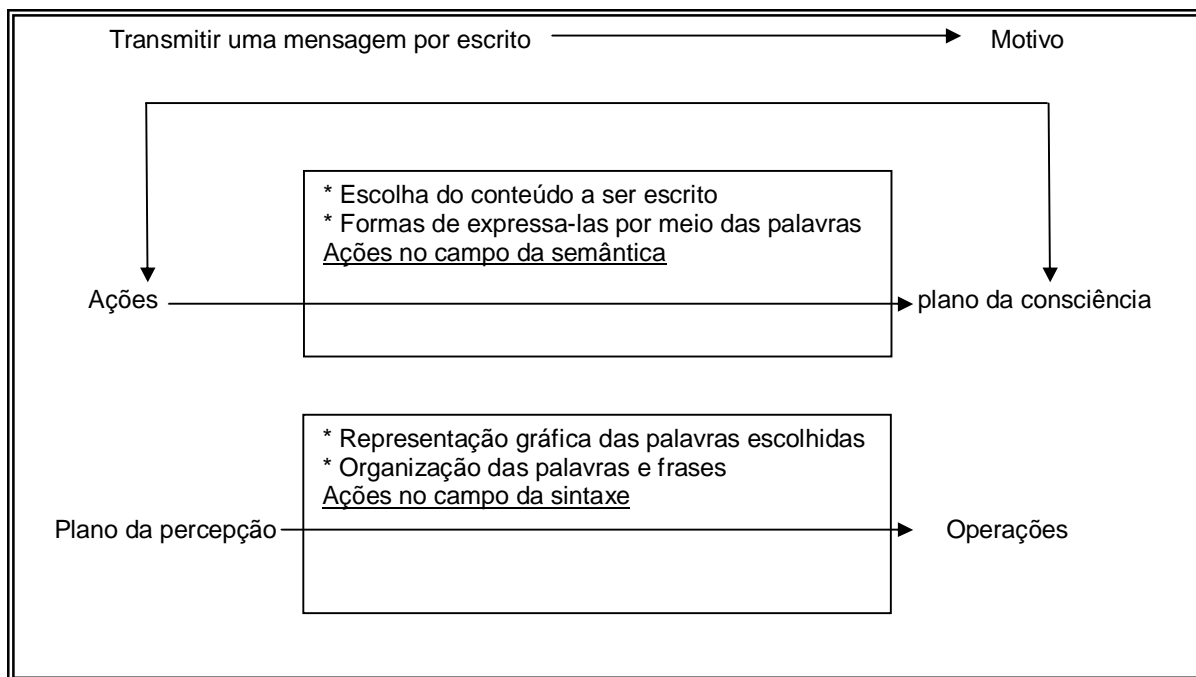 Transmitir uma mensagem por escrito Motivo
* Escolha do conteúdo a ser escrito
* Formas de expressa-las por meio das palavras
Ações no campo da semântica
Ações plano da consciência
* Representação gráfica das palavras escolhidas
* Organização das palavras e frases
Ações no campo da sintaxe
Plano da percepção Operações